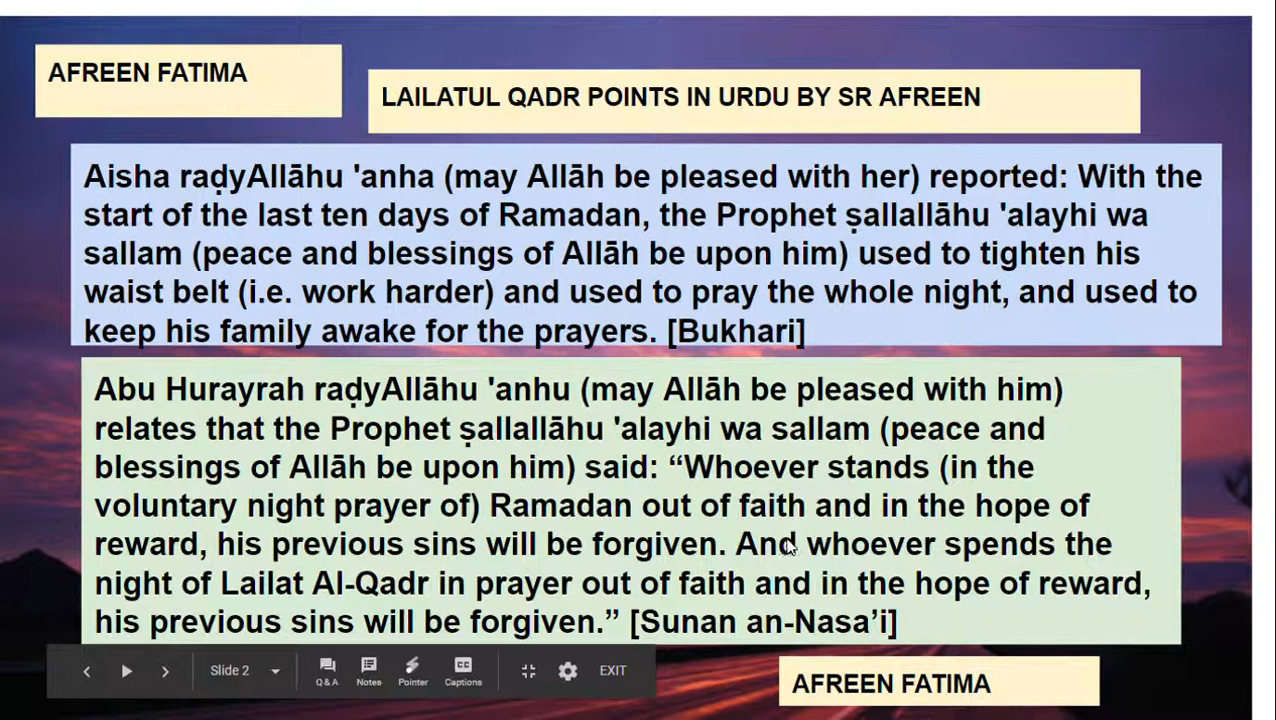 AFREEN FATIMA
LAILATUL QADR POINTS IN URDU BY SR AFREEN
Aisha raḍyAllāhu 'anha (may Allāh be pleased with her) reported: With the
start of the last ten days of Ramadan, the Prophet ṣallallāhu 'alayhi wa
sallam (peace and blessings of Allāh be upon him) used to tighten his
waist belt (i.e. work harder) and used to pray the whole night, and used to
keep his family awake for the prayers. [Bukhari]
Abu Hurayrah raḍyAllāhu 'anhu (may Allāh be pleased with him)
relates that the Prophet ṣallallāhu 'alayhi wa sallam (peace and
blessings of Allāh be upon him) said: “Whoever stands (in the
voluntary night prayer of) Ramadan out of faith and in the hope of
reward, his previous sins will be forgiven. And whoever spends the
night of Lailat Al-Qadr in prayer out of faith and in the hope of reward,
his previous sins will be forgiven.” [Sunan an-Nasa’i]
Slide 2
Q & A
Notes
Pointer
CC
Captions
EXIT
AFREEN FATIMA